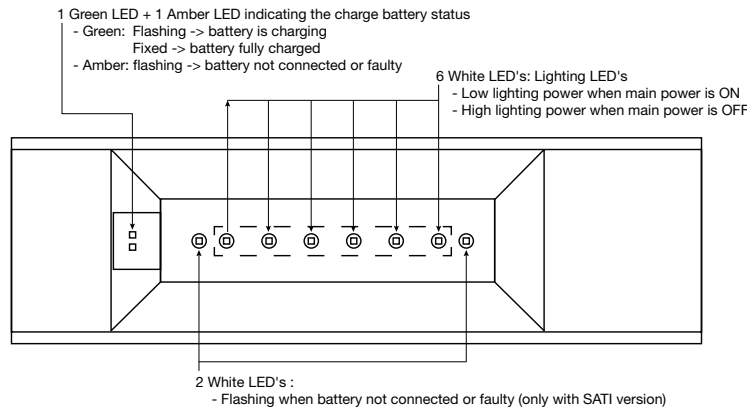 1 Green LED + 1 Amber LED indicating the charge battery status
- Green: Flashing -> battery is charging
Fixed -> battery fully charged
- Amber: flashing -> battery not connected or faulty
6 White LED's: Lighting LED's
- Low lighting power when main power is ON
- High lighting power when main power is OFF
2 White LED's :
- Flashing when battery not connected or faulty (only with SATI version)